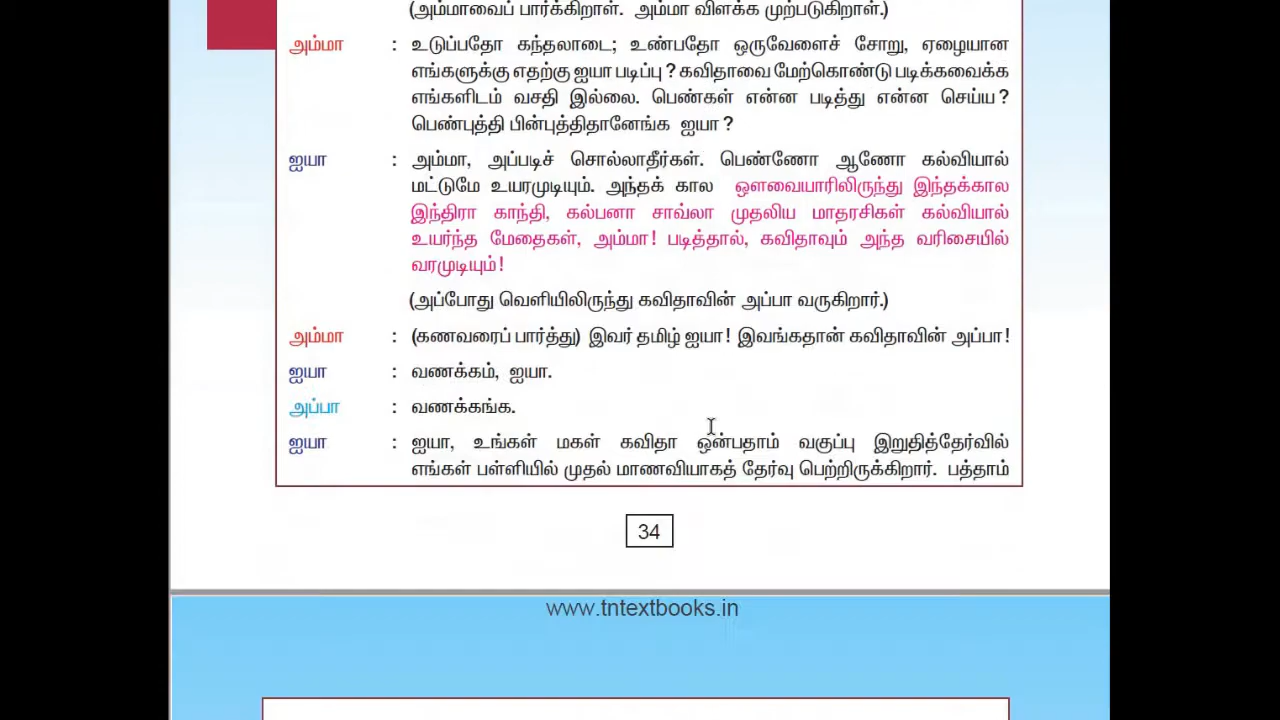 (அம்மாவைப் பார்க்கிறாள். அம்மா விளக்க முற்படுகிறாள்.)
அம்மா : உடுப்பதோ கந்தலாடை; உண்பதோ ஒருவேளைச் சோறு, ஏழையான
எங்களுக்கு எதற்கு ஐயா படிப்பு ? கவிதாவை மேற்கொண்டு படிக்கவைக்க
எங்களிடம் வசதி இல்லை. பெண்கள் என்ன படித்து என்ன செய்ய ?
பெண்புத்தி பின்புத்திதானேங்க ஐயா ?
ஐயா : அம்மா, அப்படிச் சொல்லாதீர்கள். பெண்ணோ ஆணோ கல்வியால்
மட்டுமே உயரமுடியும். அந்தக் கால ஔவையாரிலிருந்து இந்தக்கால
இந்திரா காந்தி, கல்பனா சாவ்லா முதலிய மாதரசிகள் கல்வியால்
உயர்ந்த மேதைகள், அம்மா ! படித்தால், கவிதாவும் அந்த வரிசையில்
வரமுடியும் !
(அப்போது வெளியிலிருந்து கவிதாவின் அப்பா வருகிறார்.)
அம்மா : (கணவரைப் பார்த்து) இவர் தமிழ் ஐயா ! இவங்கதான் கவிதாவின் அப்பா !
ஐயா : வணக்கம், ஐயா.
அப்பா : வணக்கங்க.
ஐயா : ஐயா, உங்கள் மகள் கவிதா ஒன்பதாம் வகுப்பு இறுதித்தேர்வில்
எங்கள் பள்ளியில் முதல் மாணவியாகத் தேர்வு பெற்றிருக்கிறார். பத்தாம்
34
www.tntextbooks.in